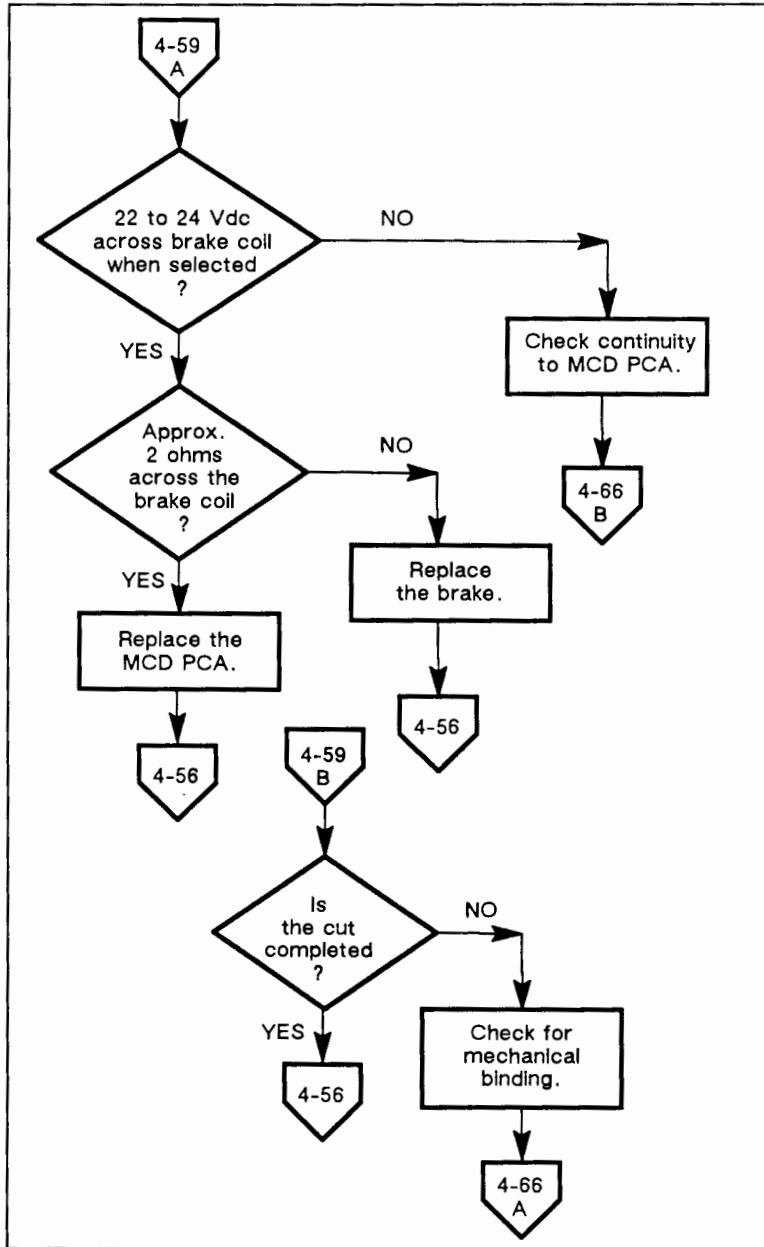 4-59
A
22 to 24 Vdc
across brake coil
when selected
?
NO
YES
Check continuity
to MCD PCA.
4-66
B
Approx.
2 ohms
across the
brake coil
?
NO
YES
Replace
the brake.
4-56
Replace the
MCD PCA.
4-56
4-59
B
Is
the cut
completed
?
NO
YES
4-56
Check for
mechanical
binding.
4-66
A